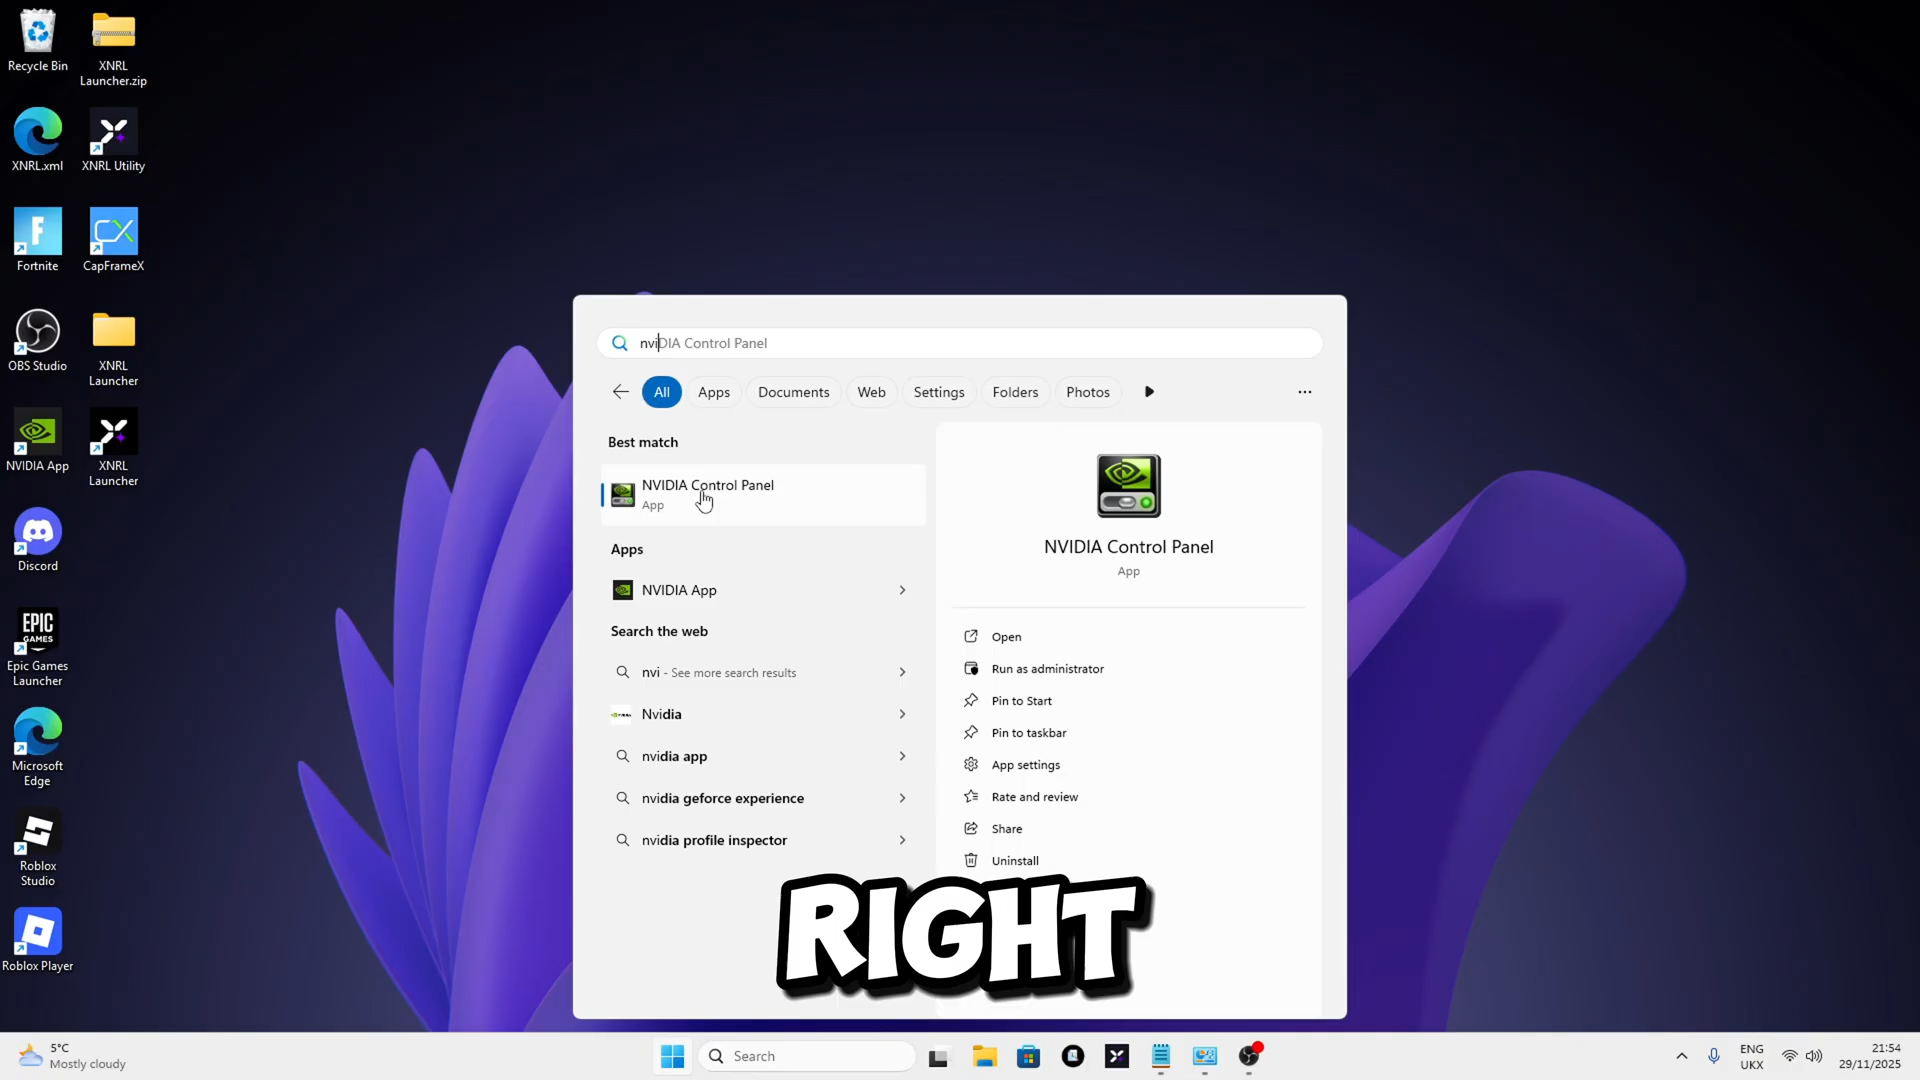 Recycle Bin
XNRL
Launcher.zip
XNRL.xml
XNRL Utility
F
Fortnite
CX
CapFrameX
OBS Studio
XNRL
Launcher
NVIDIA App
XNRL
Launcher
Discord
EPIC
GAMES
Epic Games
Launcher
Microsoft
Edge
Roblox
Studio
Roblox Player
nviDIA Control Panel
All
Apps
Documents
Web
Settings
Folders
Photos
Best match
NVIDIA Control Panel
App
Apps
NVIDIA App
Search the web
nvi - See more search results
Nvidia
nvidia app
nvidia geforce experience
nvidia profile inspector
NVIDIA Control Panel
App
Open
Run as administrator
Pin to Start
Pin to taskbar
App settings
Rate and review
Share
Uninstall
RIGHT
5°C
Mostly cloudy
Search
ENG
UKX
21:54
29/11/2025